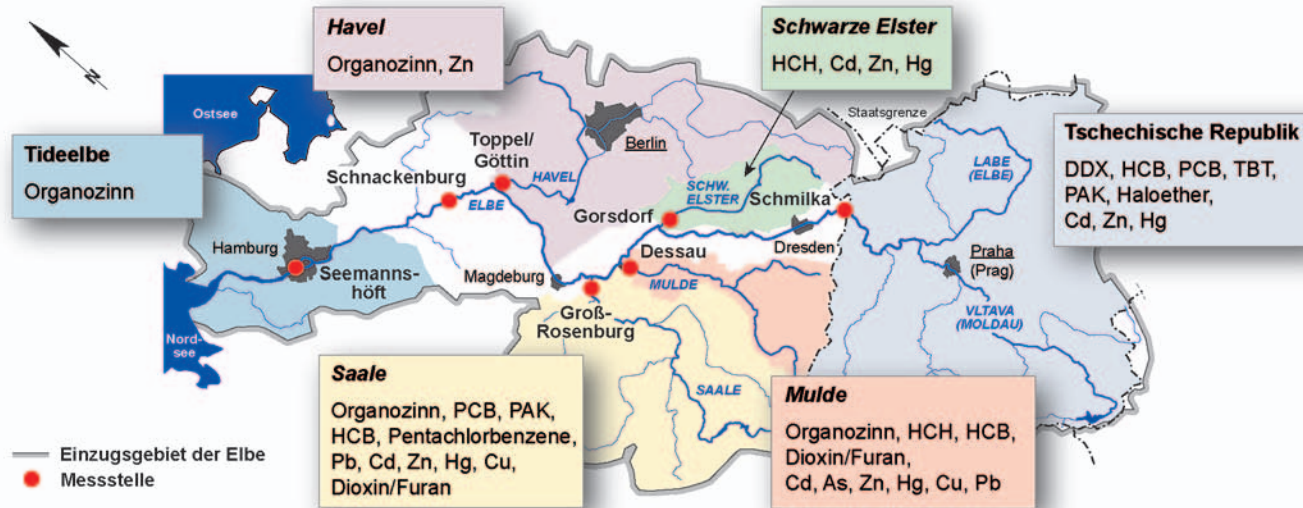 N
Havel
Organozinn, Zn
Schwarze Elster
HCH, Cd, Zn, Hg
Ostsee
Staatsgrenze
Tschechische Republik
DDX, HCB, PCB, TBT,
PAK, Haloether,
Cd, Zn, Hg
Tideelbe
Organozinn
Toppel/
Göttin
Berlin
Schnackenburg
HAVEL
ELBE
SCHW.
ELSTER
Schmilka
LABE
(ELBE)
Gorsdorf
Hamburg
Seemanns-
höft
Dresden
Dessau
Magdeburg
MULDE
Praha
(Prag)
Groß-
Rosenburg
VLTAVA
(MOLDAU)
Nord-
see
SAALE
Saale
Organozinn, PCB, PAK,
HCB, Pentachlorbenzene,
Pb, Cd, Zn, Hg, Cu,
Dioxin/Furan
Mulde
Organozinn, HCH, HCB,
Dioxin/Furan,
Cd, As, Zn, Hg, Cu, Pb
Einzugsgebiet der Elbe
Messstelle